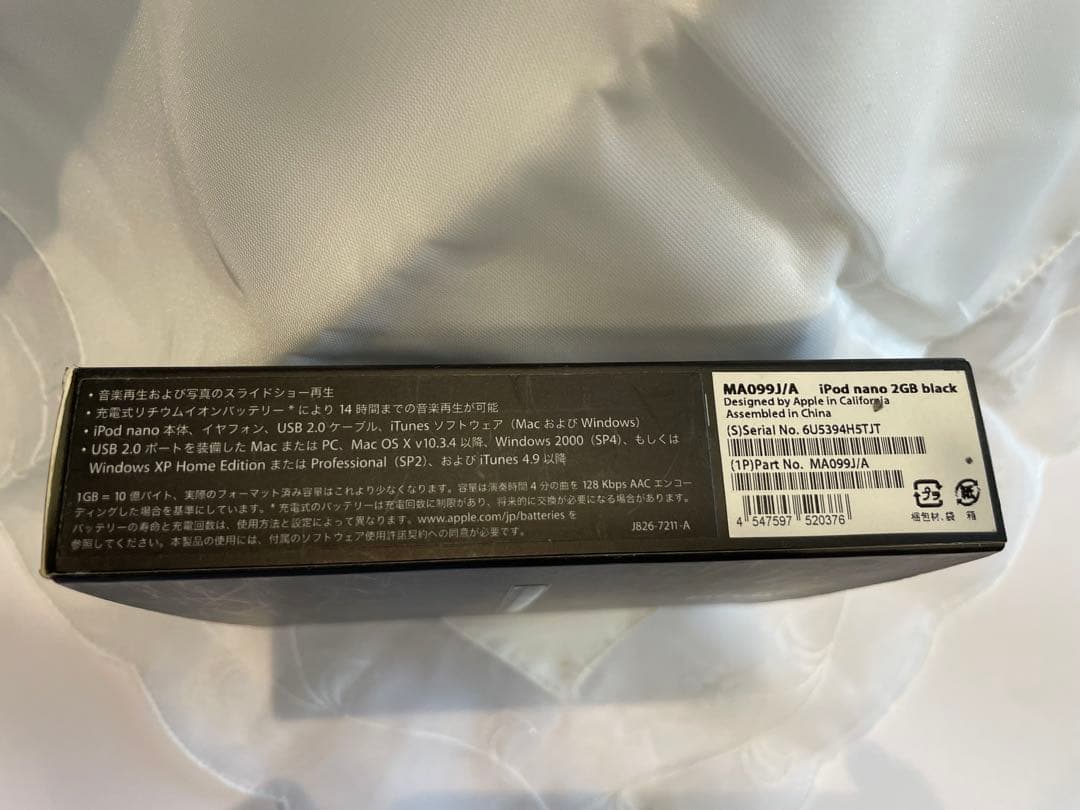 • 音楽再生および写真のスライドショー再生
• 充電式リチウムイオンバッテリー*により 14 時間までの音楽再生が可能
• iPod nano 本体、イヤフォン、USB 2.0 ケーブル、iTunes ソフトウェア（Mac および Windows）
• USB 2.0 ポートを装備した Mac または PC、Mac OS X v10.3.4 以降、Windows 2000（SP4）、もしくは
Windows XP Home Edition または Professional（SP2）、および iTunes 4.9 以降
1GB = 10 億バイト、実際のフォーマット済み容量はこれより少なくなります。容量は演奏時間 4 分の曲を 128 Kbps AAC エンコー
ディングした場合を基準にしています。* 充電式のバッテリーは充電回数に制限があり、将来的に交換が必要になる場合があります。
バッテリーの寿命と充電回数は、使用方法と設定によって異なります。www.apple.com/jp/batteries を
参照してください。本製品の使用には、付属のソフトウェア使用許諾契約への同意が必要です。
J826-7211-A
MA099J/A iPod nano 2GB black
Designed by Apple in California
Assembled in China
(S)Serial No. 6U5394H5TJT
(1P)Part No. MA099J/A
4 547597 520376
プラ
紙
梱包材、袋 箱